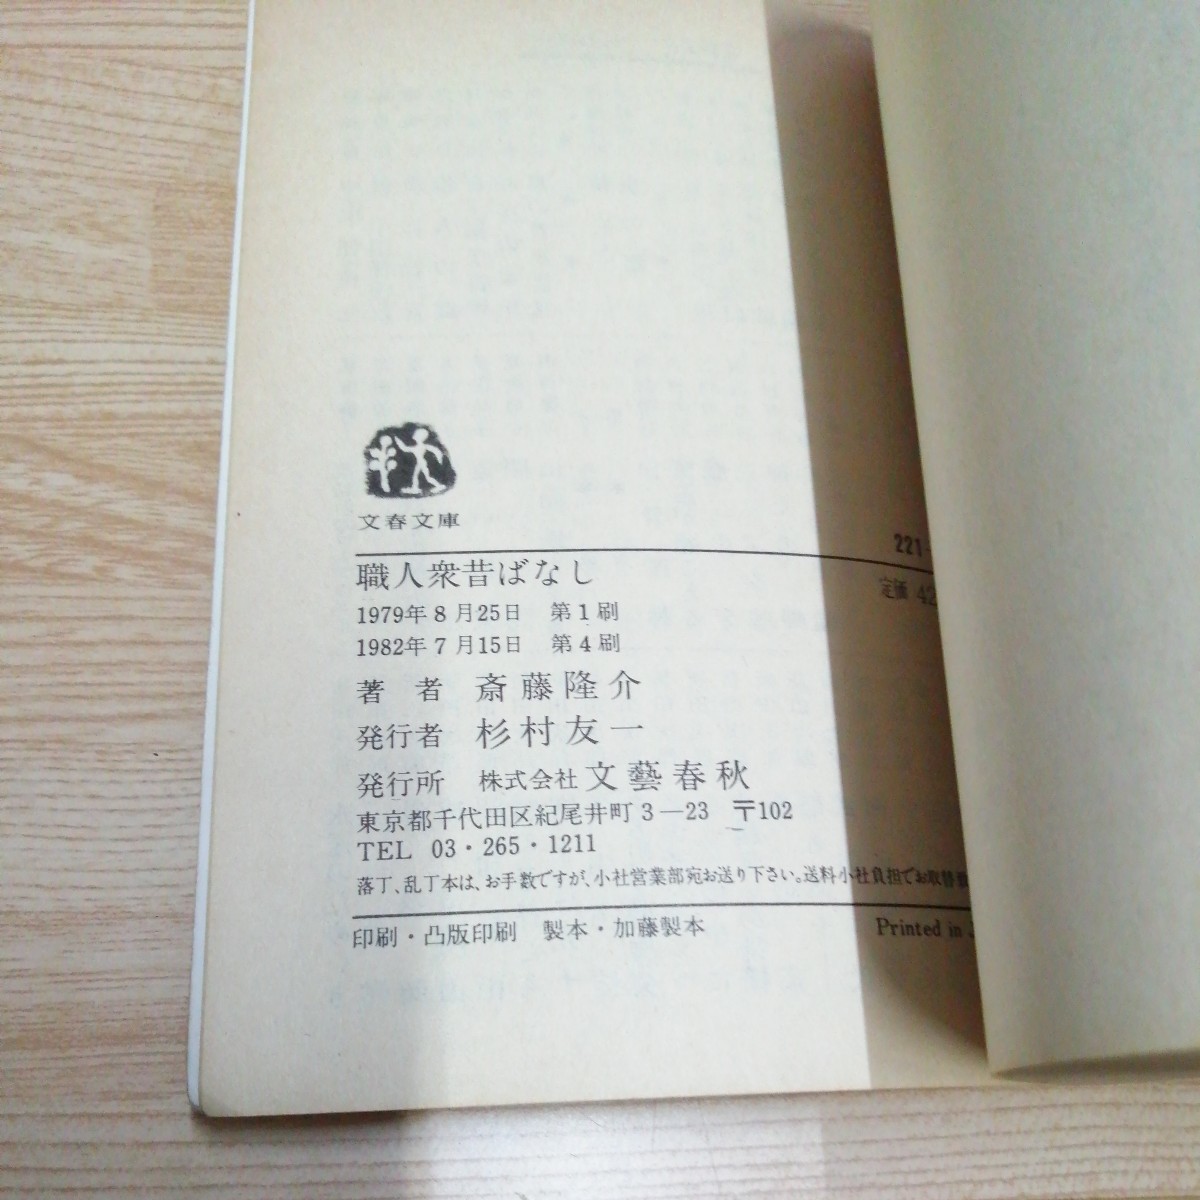 文春文庫
221
職人衆昔ばなし
定価 42
1979年8月25日 第1刷
1982年7月15日 第4刷
著者 斎藤隆介
発行者 杉村友一
発行所 株式会社 文藝春秋
東京都千代田区紀尾井町3—23 〒102
TEL 03・265・1211
落丁、乱丁本は、お手数ですが、小社営業部宛お送り下さい。送料小社負担でお取替
印刷・凸版印刷 製本・加藤製本
Printed in J